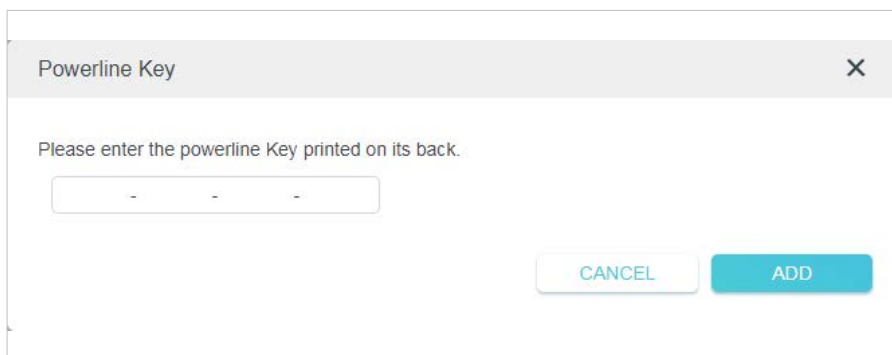 Powerline Key ×
Please enter the powerline Key printed on its back.
- - -
CANCEL ADD